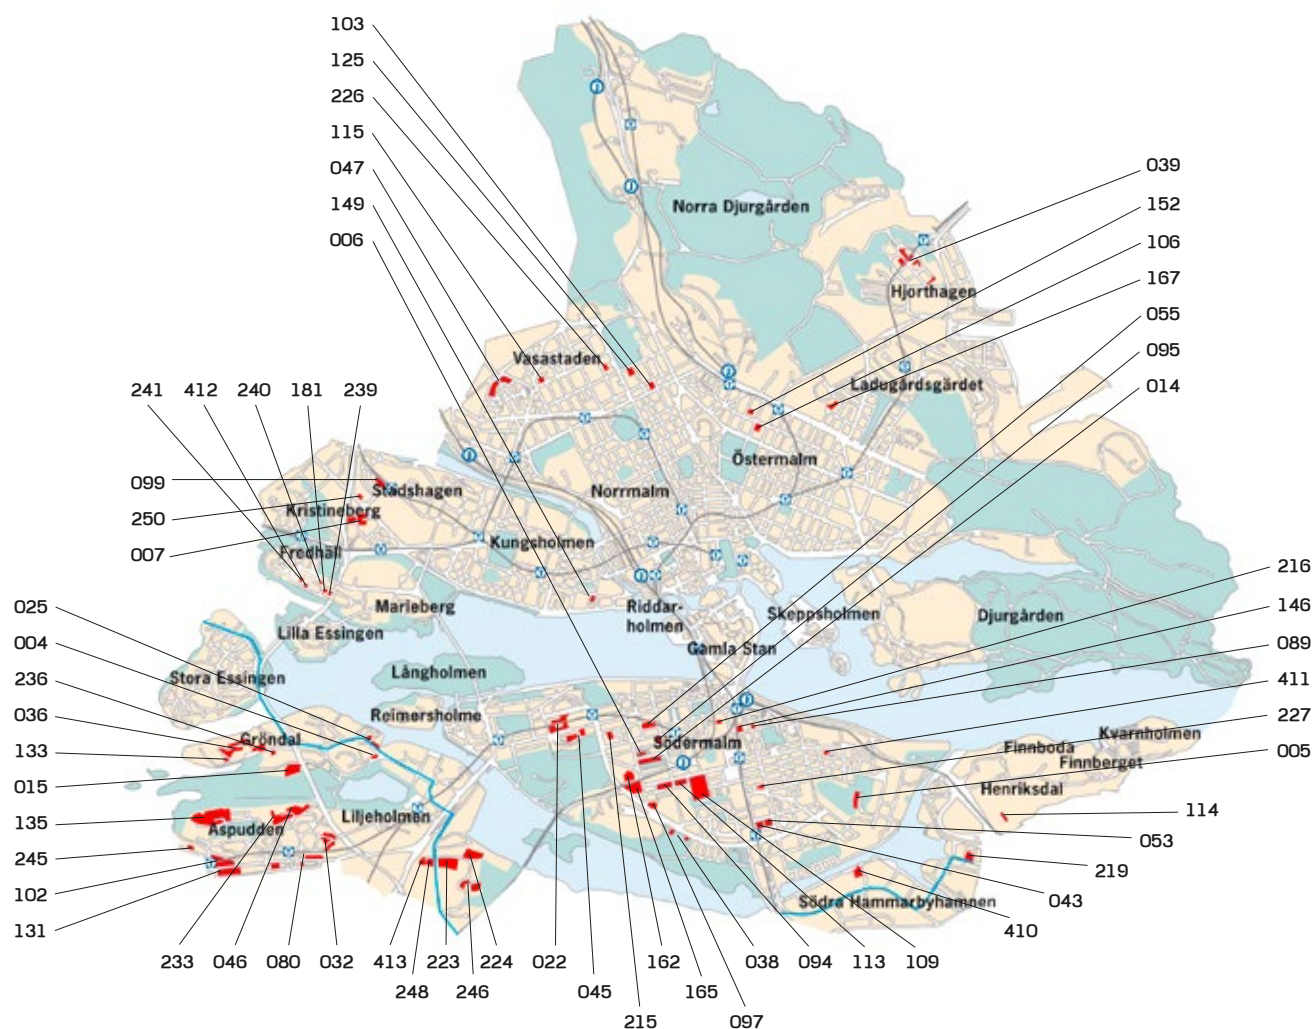 103
125
226
115
047
149
006
039
152
106
167
055
095
014
Norra Djurgården
Hjorthagen
Vasastaden
Ladugårdsgärdet
241 412 240 181 239
099
250
007
Stadshagen
Kristineberg
Fredhäll
Östermalm
Norrmalm
Kungsholmen
Marieberg
Riddar-
holmen
Skeppsholmen
Djurgården
216
146
089
411
227
005
025
004
236
036
133
015
135
245
102
131
Lilla Essingen
Gamla Stan
Långholmen
Stora Essingen
Reimersholme
Gröndal
Södermalm
Kvarnholmen
Finnboda
Finnberget
Henriksdal
Liljeholmen
Aspudden
114
053
219
043
410
Södra Hammarbyhamnen
233 046 080 032 413 223 224 022 162 038 094 113 109
248 246 045 165
215 097